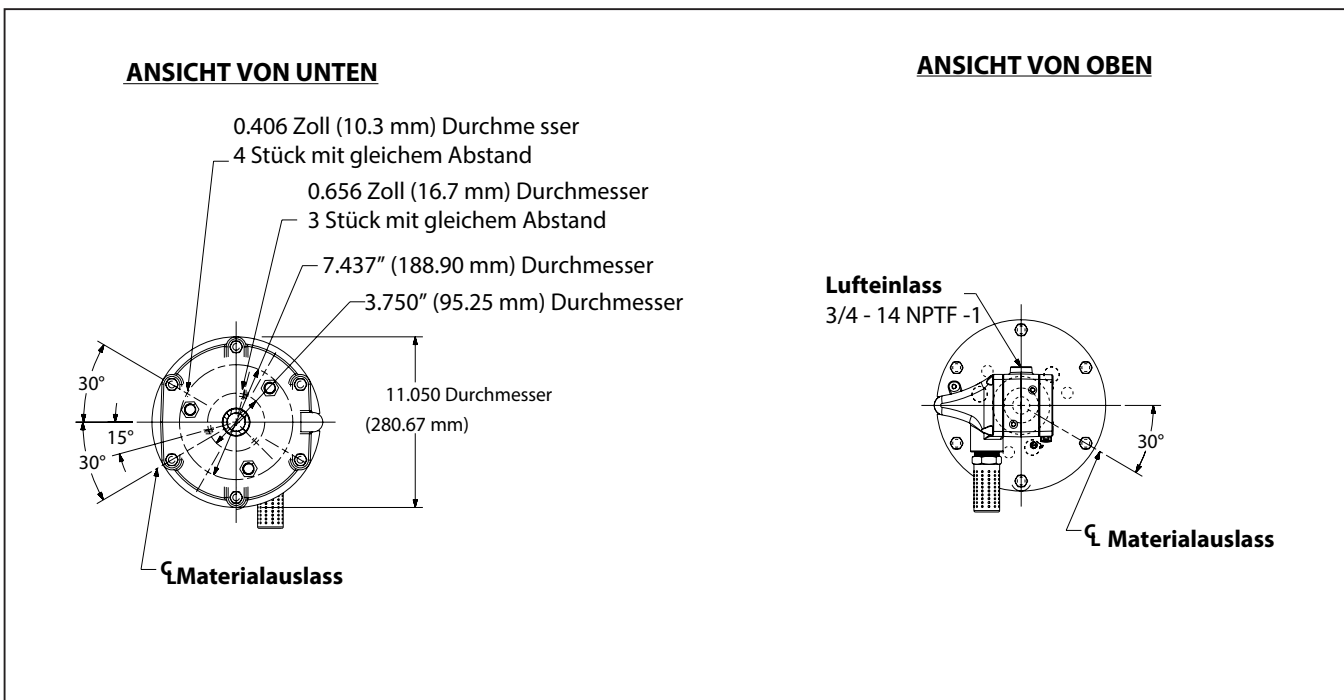 ANSICHT VON UNTEN
0.406 Zoll (10.3 mm) Durchme sser
4 Stück mit gleichem Abstand
0.656 Zoll (16.7 mm) Durchmesser
3 Stück mit gleichem Abstand
7.437” (188.90 mm) Durchmesser
3.750” (95.25 mm) Durchmesser
30°
15°
30°
11.050 Durchmesser
(280.67 mm)
℄Materialauslass
ANSICHT VON OBEN
Lufteinlass
3/4 - 14 NPTF -1
30°
℄ Materialauslass